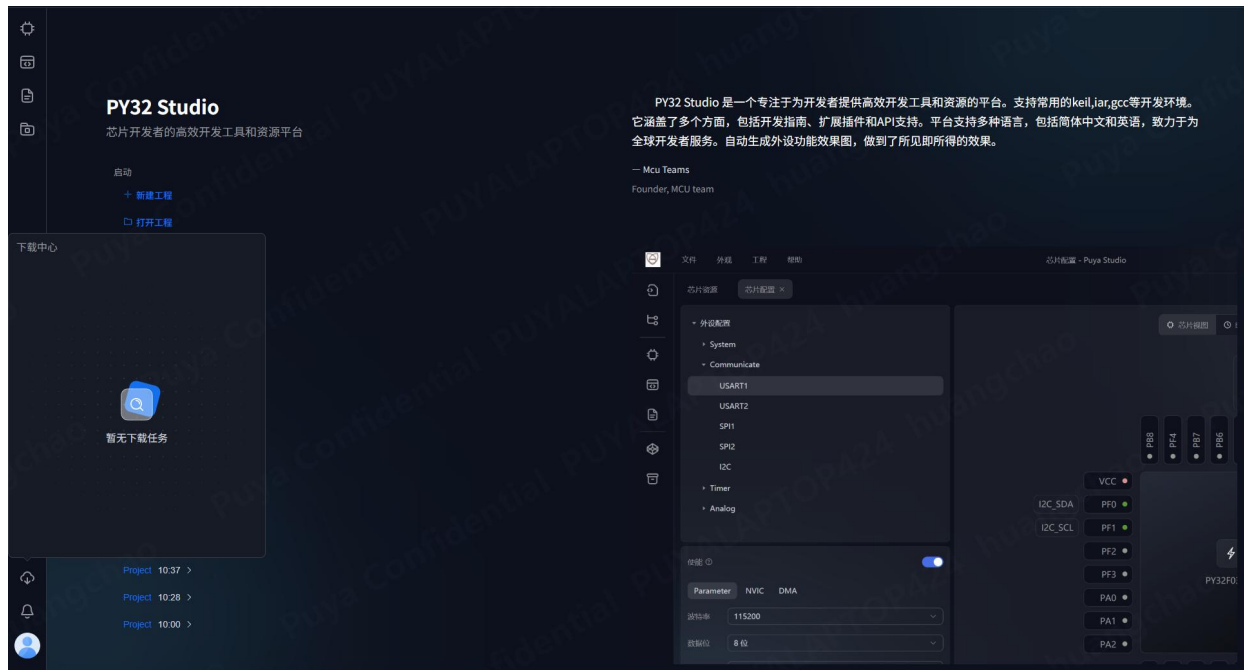 PY32 Studio
芯片开发者的高效开发工具和资源平台
启动
+ 新建工程
打开工程
下载中心
暂无下载任务
Project 10:37 >
Project 10:28 >
Project 10:00 >
PY32 Studio 是一个专注于为开发者提供高效开发工具和资源的平台。支持常用的keil,iar,gcc等开发环境。
它涵盖了多个方面，包括开发指南、扩展插件和API支持。平台支持多种语言，包括简体中文和英语，致力于为
全球开发者服务。自动生成外设功能效果图，做到了所见即所得的效果。
— Mcu Teams
Founder, MCU team
文件 外观 工程 帮助 芯片配置 - Puya Studio
芯片资源 芯片配置 ×
外设配置
System
Communicate
USART1
USART2
SPI1
SPI2
I2C
Timer
Analog
使能
Parameter NVIC DMA
波特率 115200
数据位 8位
芯片视图
PB8 PF4 PB7 PB6
VCC
I2C_SDA PF0
I2C_SCL PF1
PF2
PF3
PA0
PA1
PA2
PY32F0
Puya Confidential PUYALAPTOP424 huangchao